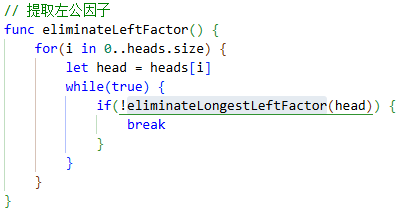 // 提取左公因子
func eliminateLeftFactor() {
    for(i in 0..heads.size) {
        let head = heads[i]
        while(true) {
            if(!eliminateLongestLeftFactor(head)) {
                break
            }
        }
    }
}